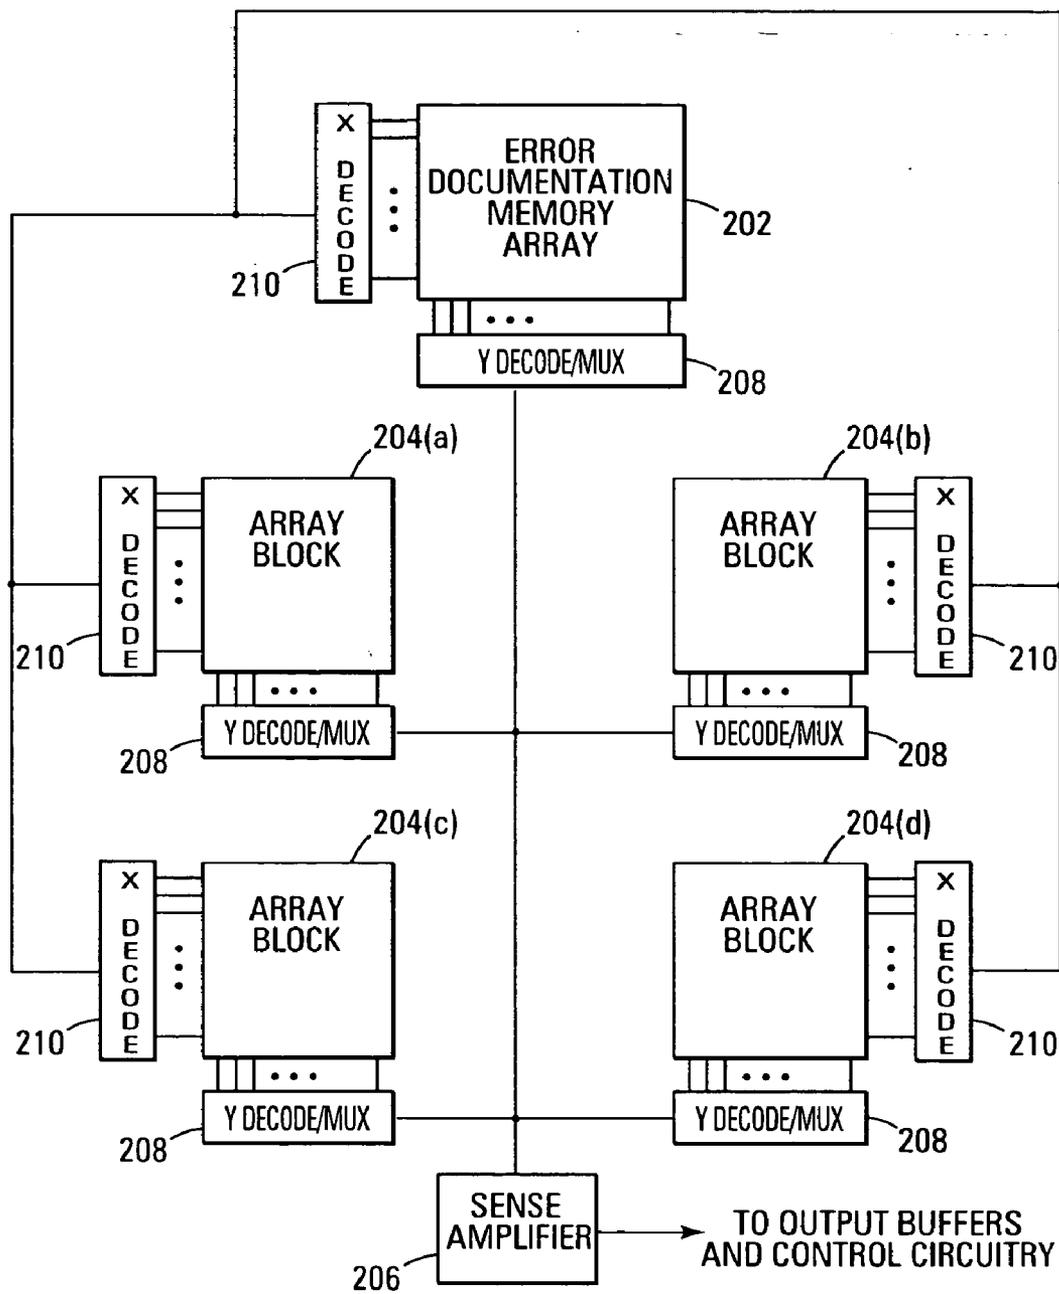 X DECODE
ERROR
DOCUMENTATION
MEMORY
ARRAY
202
210
Y DECODE/MUX
208
204(a)
204(b)
X DECODE
ARRAY
BLOCK
ARRAY
BLOCK
X DECODE
210
210
Y DECODE/MUX
208
Y DECODE/MUX
208
204(c)
204(d)
X DECODE
ARRAY
BLOCK
ARRAY
BLOCK
X DECODE
210
210
Y DECODE/MUX
208
Y DECODE/MUX
208
SENSE
AMPLIFIER
206
TO OUTPUT BUFFERS
AND CONTROL CIRCUITRY